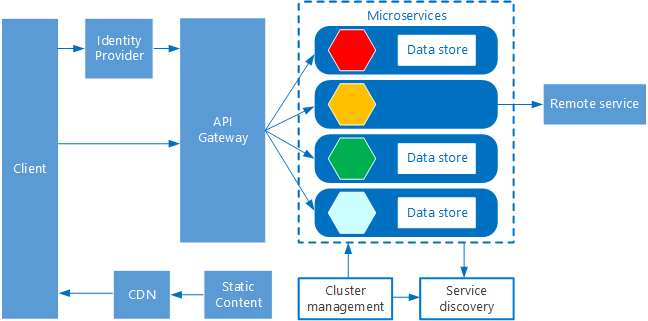 Microservices
Identity
Provider
Data store
API
Gateway
Remote service
Client
Data store
Data store
CDN
Static
Content
Cluster
management
Service
discovery